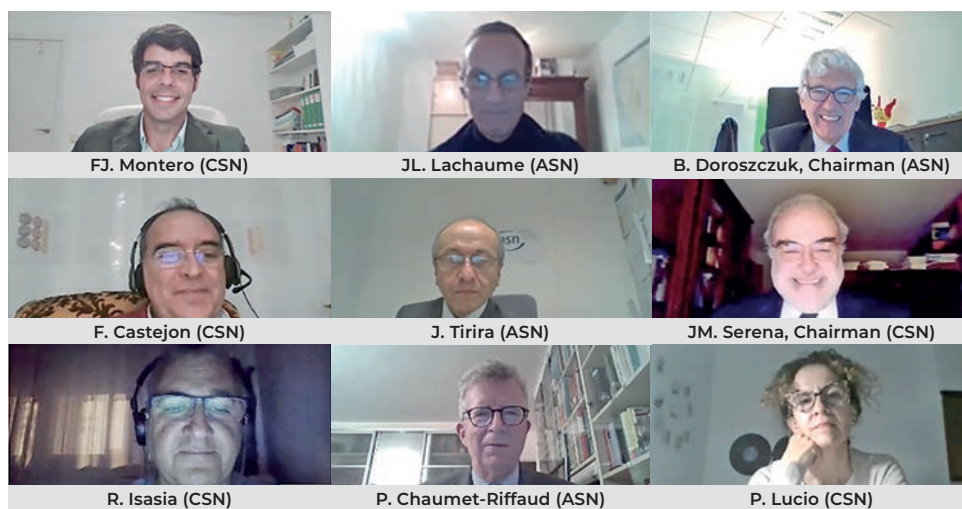 FJ. Montero (CSN)
JL. Lachaume (ASN)
B. Doroszczuk, Chairman (ASN)
asn
F. Castejon (CSN)
J. Tirira (ASN)
JM. Serena, Chairman (CSN)
R. Isasia (CSN)
P. Chaumet-Riffaud (ASN)
P. Lucio (CSN)